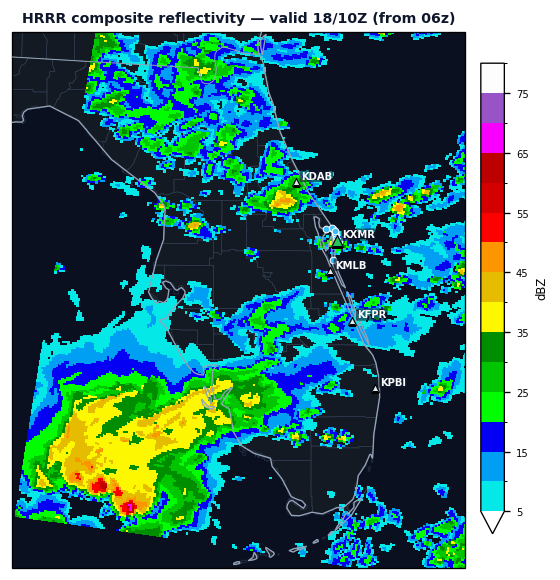 HRRR composite reflectivity — valid 18/10Z (from 06z)
KDAB
KXMR
KMLB
KFPR
KPBI
75
65
55
45
35
25
15
5
dBZ